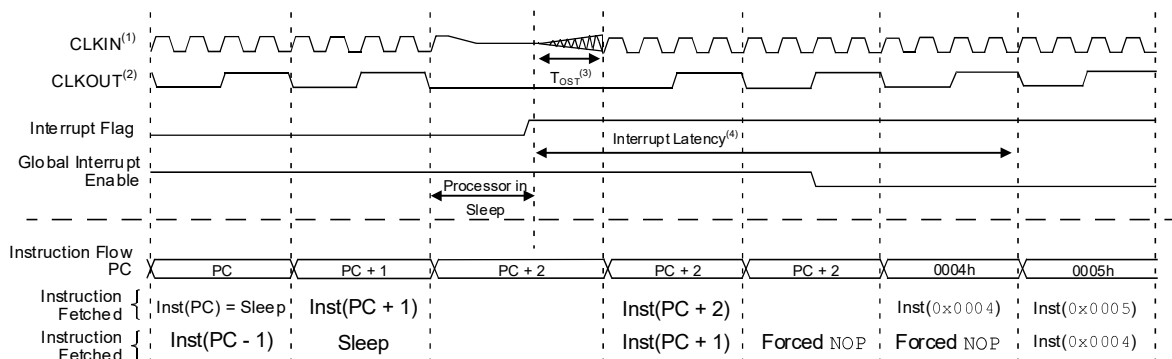 CLKIN(1)
CLKOUT(2)
TOST(3)
Interrupt Flag
Interrupt Latency(4)
Global Interrupt
Enable
Processor in
Sleep
Instruction Flow
PC
PC PC + 1 PC + 2 PC + 2 PC + 2 0004h 0005h
Instruction
Fetched
Inst(PC) = Sleep Inst(PC + 1) Inst(PC + 2) Inst(0x0004) Inst(0x0005)
Instruction
Fetched
Inst(PC - 1) Sleep Inst(PC + 1) Forced NOP Forced NOP Inst(0x0004)